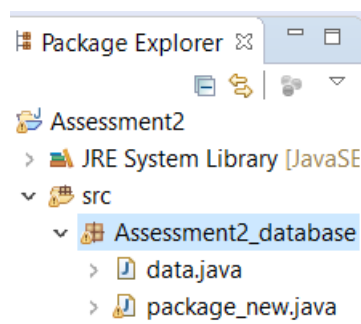 Package Explorer
Assessment2
JRE System Library [JavaSE
src
Assessment2_database
data.java
package_new.java